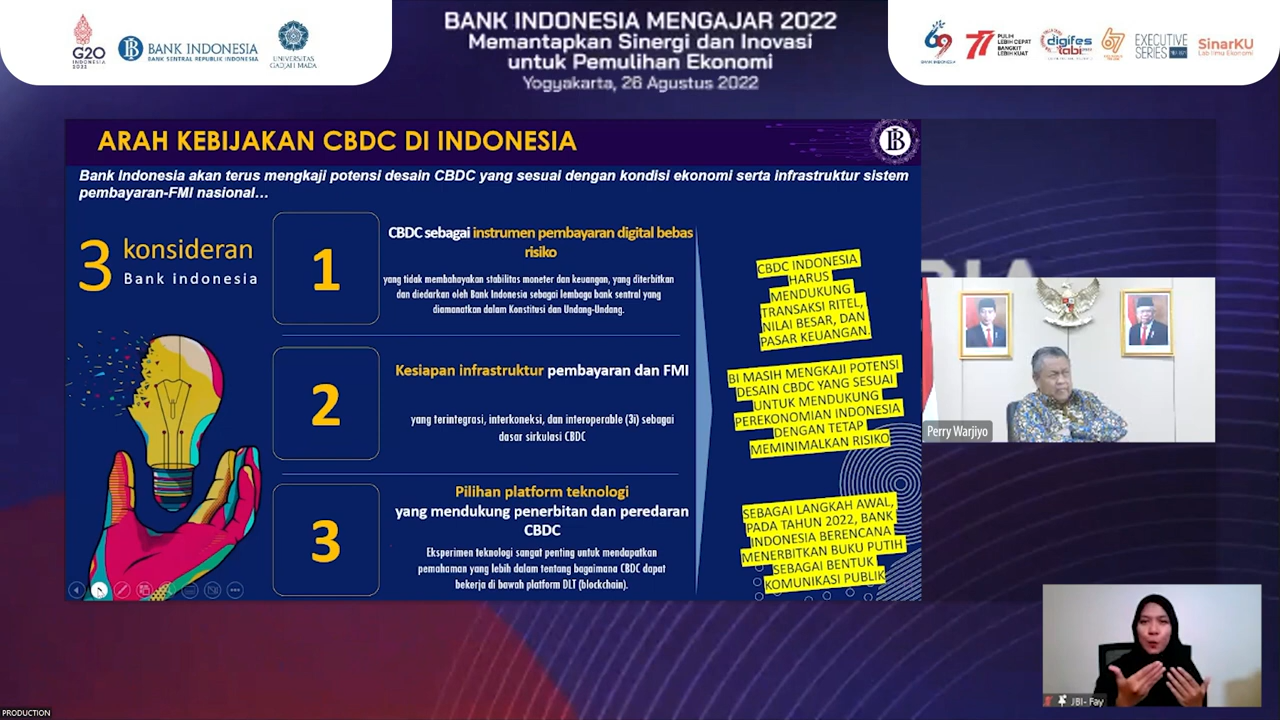 G20
INDONESIA
2022
BANK INDONESIA
BANK SENTRAL REPUBLIK INDONESIA
UNIVERSITAS
GADJAH MADA
BANK INDONESIA MENGAJAR 2022
Memantapkan Sinergi dan Inovasi
untuk Pemulihan Ekonomi
Yogyakarta, 26 Agustus 2022
69
BANK INDONESIA
77
PULIH
LEBIH CEPAT
BANGKIT
LEBIH KUAT
digifes
67
EXECUTIVE
SERIES
SinarKU
Lab Ilmu Ekonomi
ARAH KEBIJAKAN CBDC DI INDONESIA
Bank Indonesia akan terus mengkaji potensi desain CBDC yang sesuai dengan kondisi ekonomi serta infrastruktur sistem
pembayaran-FMI nasional…
3 konsideran
Bank indonesia
1
CBDC sebagai instrumen pembayaran digital bebas
risiko
yang tidak membahayakan stabilitas moneter dan keuangan, yang diterbitkan
dan diedarkan oleh Bank Indonesia sebagai lembaga bank sentral yang
diamanatkan dalam Konstitusi dan Undang-Undang.
2
Kesiapan infrastruktur pembayaran dan FMI
yang terintegrasi, interkoneksi, dan interoperable (3i) sebagai
dasar sirkulasi CBDC
3
Pilihan platform teknologi
yang mendukung penerbitan dan peredaran
CBDC
Eksperimen teknologi sangat penting untuk mendapatkan
pemahaman yang lebih dalam tentang bagaimana CBDC dapat
bekerja di bawah platform DLT (blockchain).
CBDC INDONESIA
HARUS
MENDUKUNG
TRANSAKSI RITEL,
NILAI BESAR, DAN
PASAR KEUANGAN.
BI MASIH MENGKAJI POTENSI
DESAIN CBDC YANG SESUAI
UNTUK MENDUKUNG
PEREKONOMIAN INDONESIA
DENGAN TETAP
MEMINIMALKAN RISIKO
SEBAGAI LANGKAH AWAL,
PADA TAHUN 2022, BANK
INDONESIA BERENCANA
MENERBITKAN BUKU PUTIH
SEBAGAI BENTUK
KOMUNIKASI PUBLIK
Perry Warjiyo
JBI- Fay
PRODUCTION